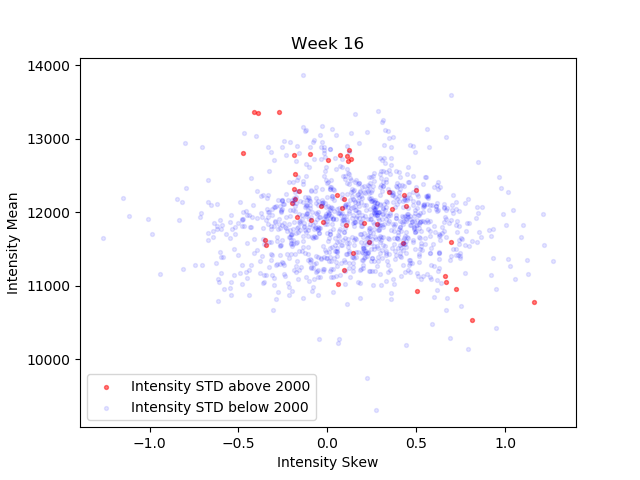 Week 16
14000
13000
12000
11000
10000
Intensity Mean
Intensity STD above 2000
Intensity STD below 2000
−1.0 −0.5 0.0 0.5 1.0
Intensity Skew